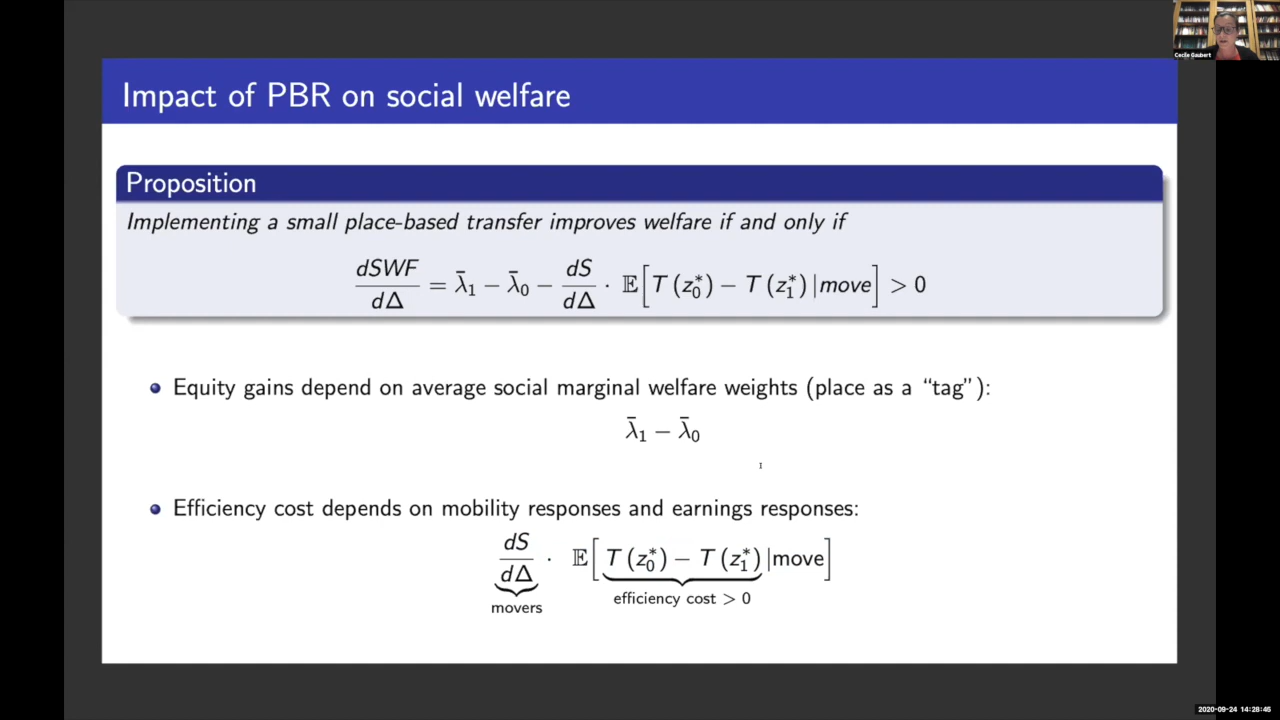 Cecile Gaubert
Impact of PBR on social welfare
Proposition
Implementing a small place-based transfer improves welfare if and only if
dSWF/dΔ = λ̄₁ − λ̄₀ − dS/dΔ · 𝔼[T(z₀*) − T(z₁*)|move] > 0
Equity gains depend on average social marginal welfare weights (place as a “tag”):
λ̄₁ − λ̄₀
Efficiency cost depends on mobility responses and earnings responses:
dS/dΔ · 𝔼[T(z₀*) − T(z₁*)|move]
movers efficiency cost > 0
2020-09-24 14:28:45